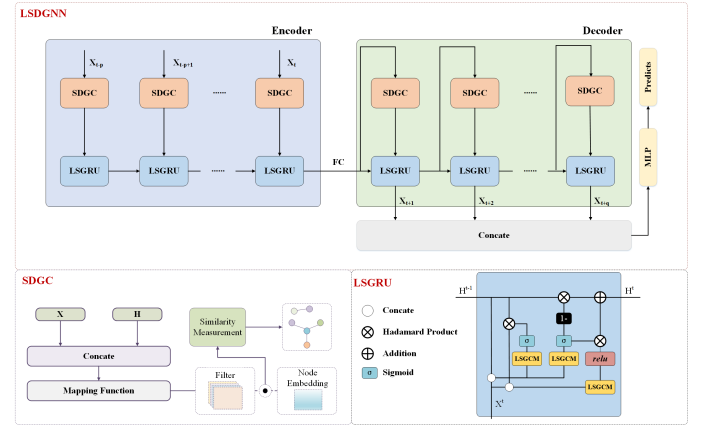 LSDGNN
Encoder
Decoder
X_{t-p}
X_{t-p+1}
X_t
SDGC
SDGC
......
SDGC
SDGC
SDGC
......
SDGC
Predicts
LSGRU
LSGRU
......
LSGRU
FC
LSGRU
LSGRU
......
LSGRU
MLP
X_{t+1}
X_{t+2}
X_{t+q}
Concate
SDGC
X
H
Concate
Mapping Function
Similarity
Measurement
Filter
Node
Embedding
LSGRU
Concate
Hadamard Product
Addition
σ
Sigmoid
H^{t-1}
H^t
1-
σ
σ
LSGCM
LSGCM
relu
LSGCM
X^t